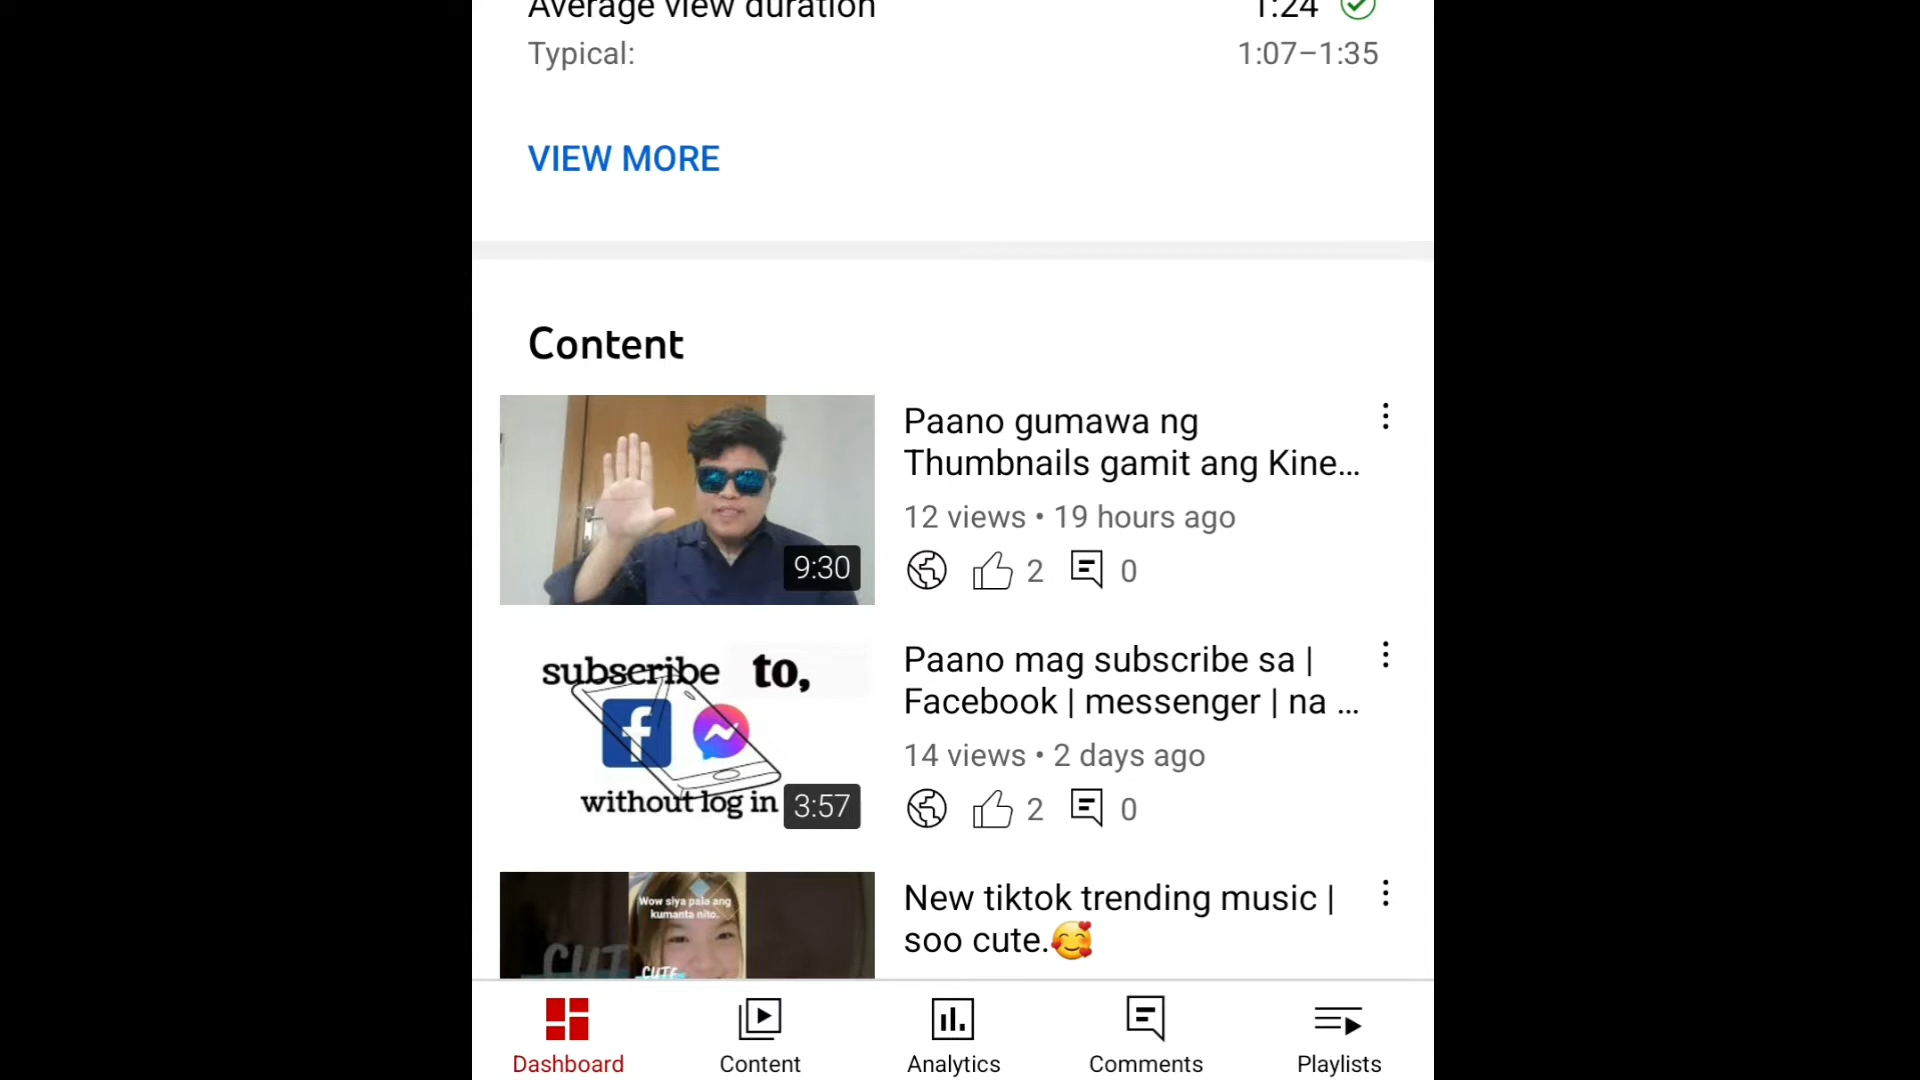 Average view duration 1:24
Typical: 1:07–1:35
VIEW MORE
Content
Paano gumawa ng
Thumbnails gamit ang Kine...
12 views • 19 hours ago
9:30
2 0
subscribe to,
without log in
3:57
Paano mag subscribe sa |
Facebook | messenger | na ...
14 views • 2 days ago
2 0
Wow siya pala ang
kumanta nito.
CUTE
New tiktok trending music |
soo cute.🥰
Dashboard Content Analytics Comments Playlists